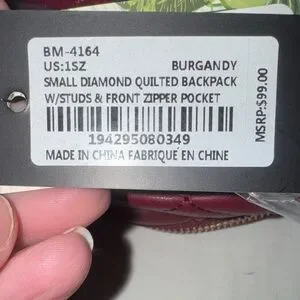 BM-4164
US:1SZ BURGANDY
SMALL DIAMOND QUILTED BACKPACK
W/STUDS & FRONT ZIPPER POCKET
194295080349
MADE IN CHINA FABRIQUÉ EN CHINE
MSRP:$99.00